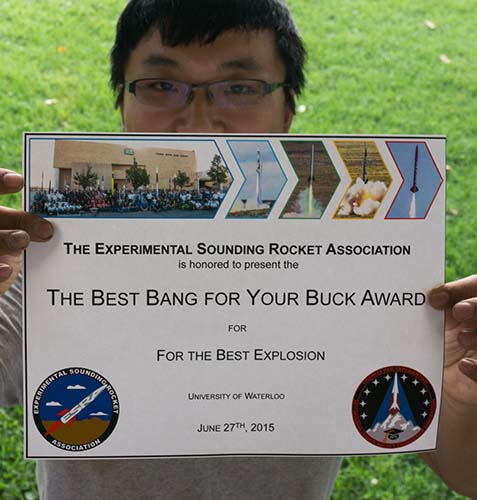 THE EXPERIMENTAL SOUNDING ROCKET ASSOCIATION
is honored to present the
THE BEST BANG FOR YOUR BUCK AWARD
FOR
FOR THE BEST EXPLOSION
UNIVERSITY OF WATERLOO
JUNE 27TH, 2015
EXPERIMENTAL SOUNDING ROCKET
ESRA
ASSOCIATION